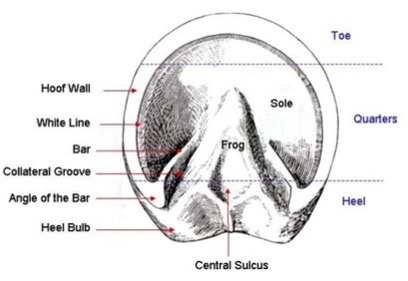 Toe
Hoof Wall
Sole
White Line
Quarters
Bar
Frog
Collateral Groove
Angle of the Bar
Heel
Heel Bulb
Central Sulcus